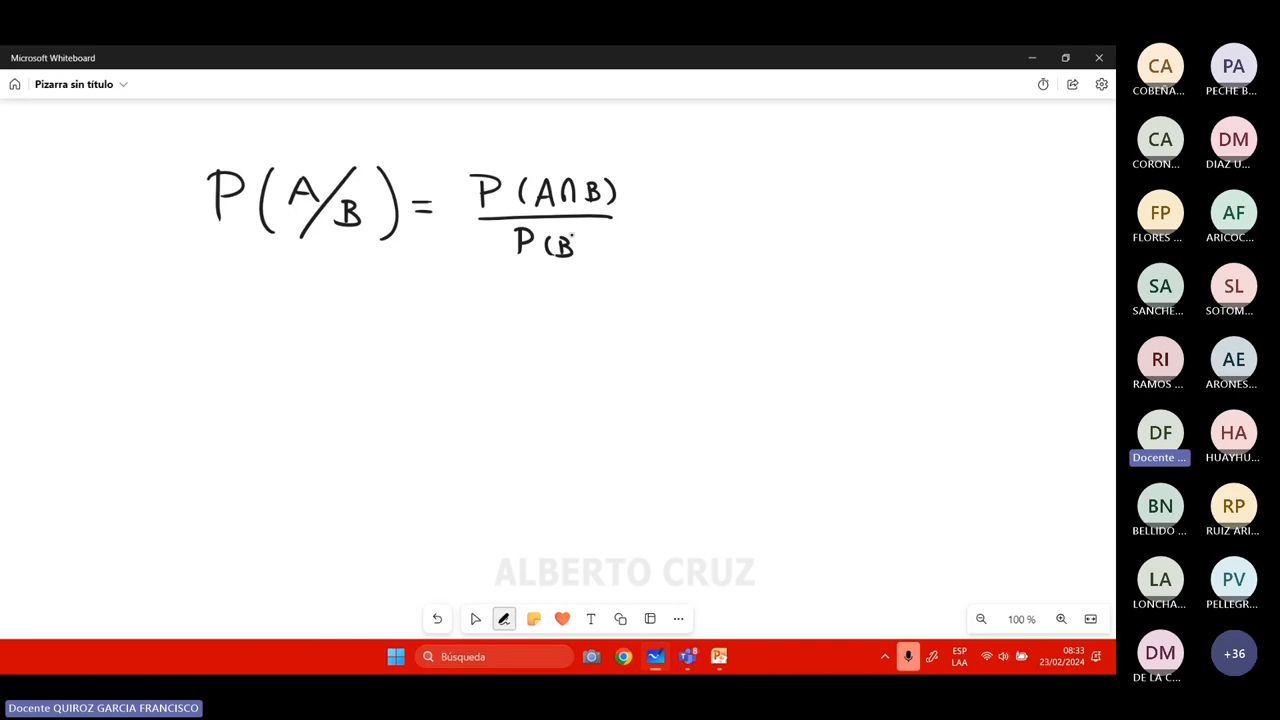 Microsoft Whiteboard
Pizarra sin título
P(A/B) = P(A∩B)
P(B
ALBERTO CRUZ
100 %
Búsqueda
8
ESP
LAA
08:33
23/02/2024
CA PA
COBEÑA... PECHE B...
CA DM
CORON... DIAZ U...
FP AF
FLORES ... ARICOC...
SA SL
SANCHE... SOTOM...
RI AE
RAMOS ... ARONES...
DF HA
Docente ... HUAYHU...
BN RP
BELLIDO ... RUIZ ARI...
LA PV
LONCHA... PELLEGR...
DM +36
DE LA C...
Docente QUIROZ GARCIA FRANCISCO